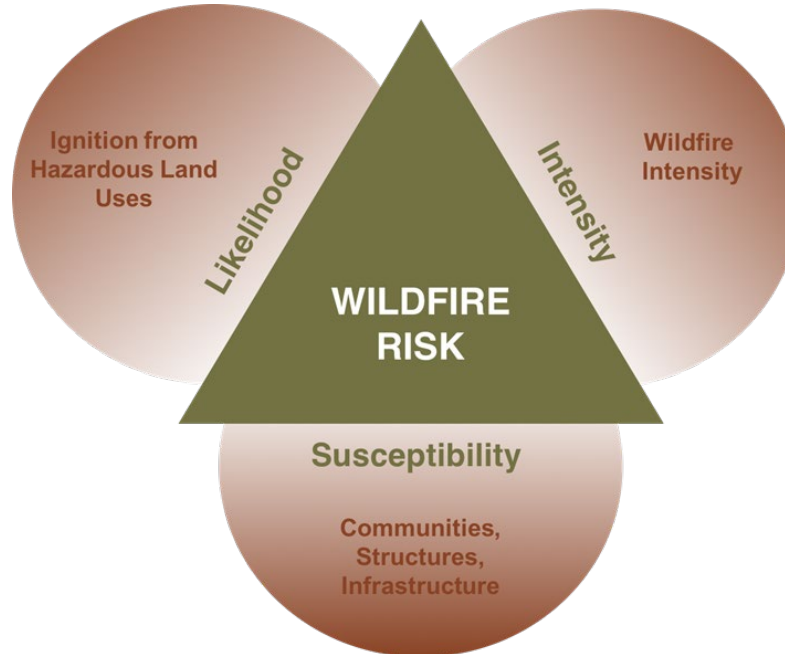 Ignition from
Hazardous Land
Uses
Likelihood
Intensity
Wildfire
Intensity
WILDFIRE
RISK
Susceptibility
Communities,
Structures,
Infrastructure